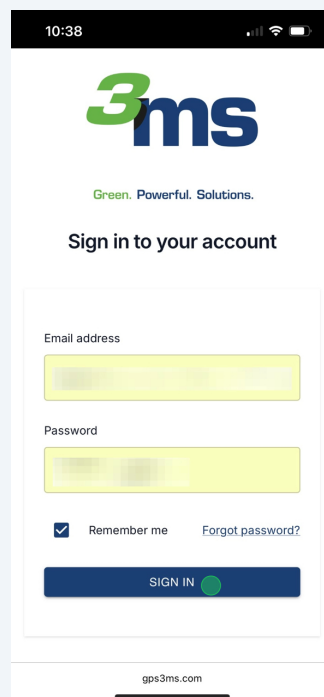 10:38
3ms
Green. Powerful. Solutions.
Sign in to your account
Email address
Password
Remember me Forgot password?
SIGN IN
gps3ms.com